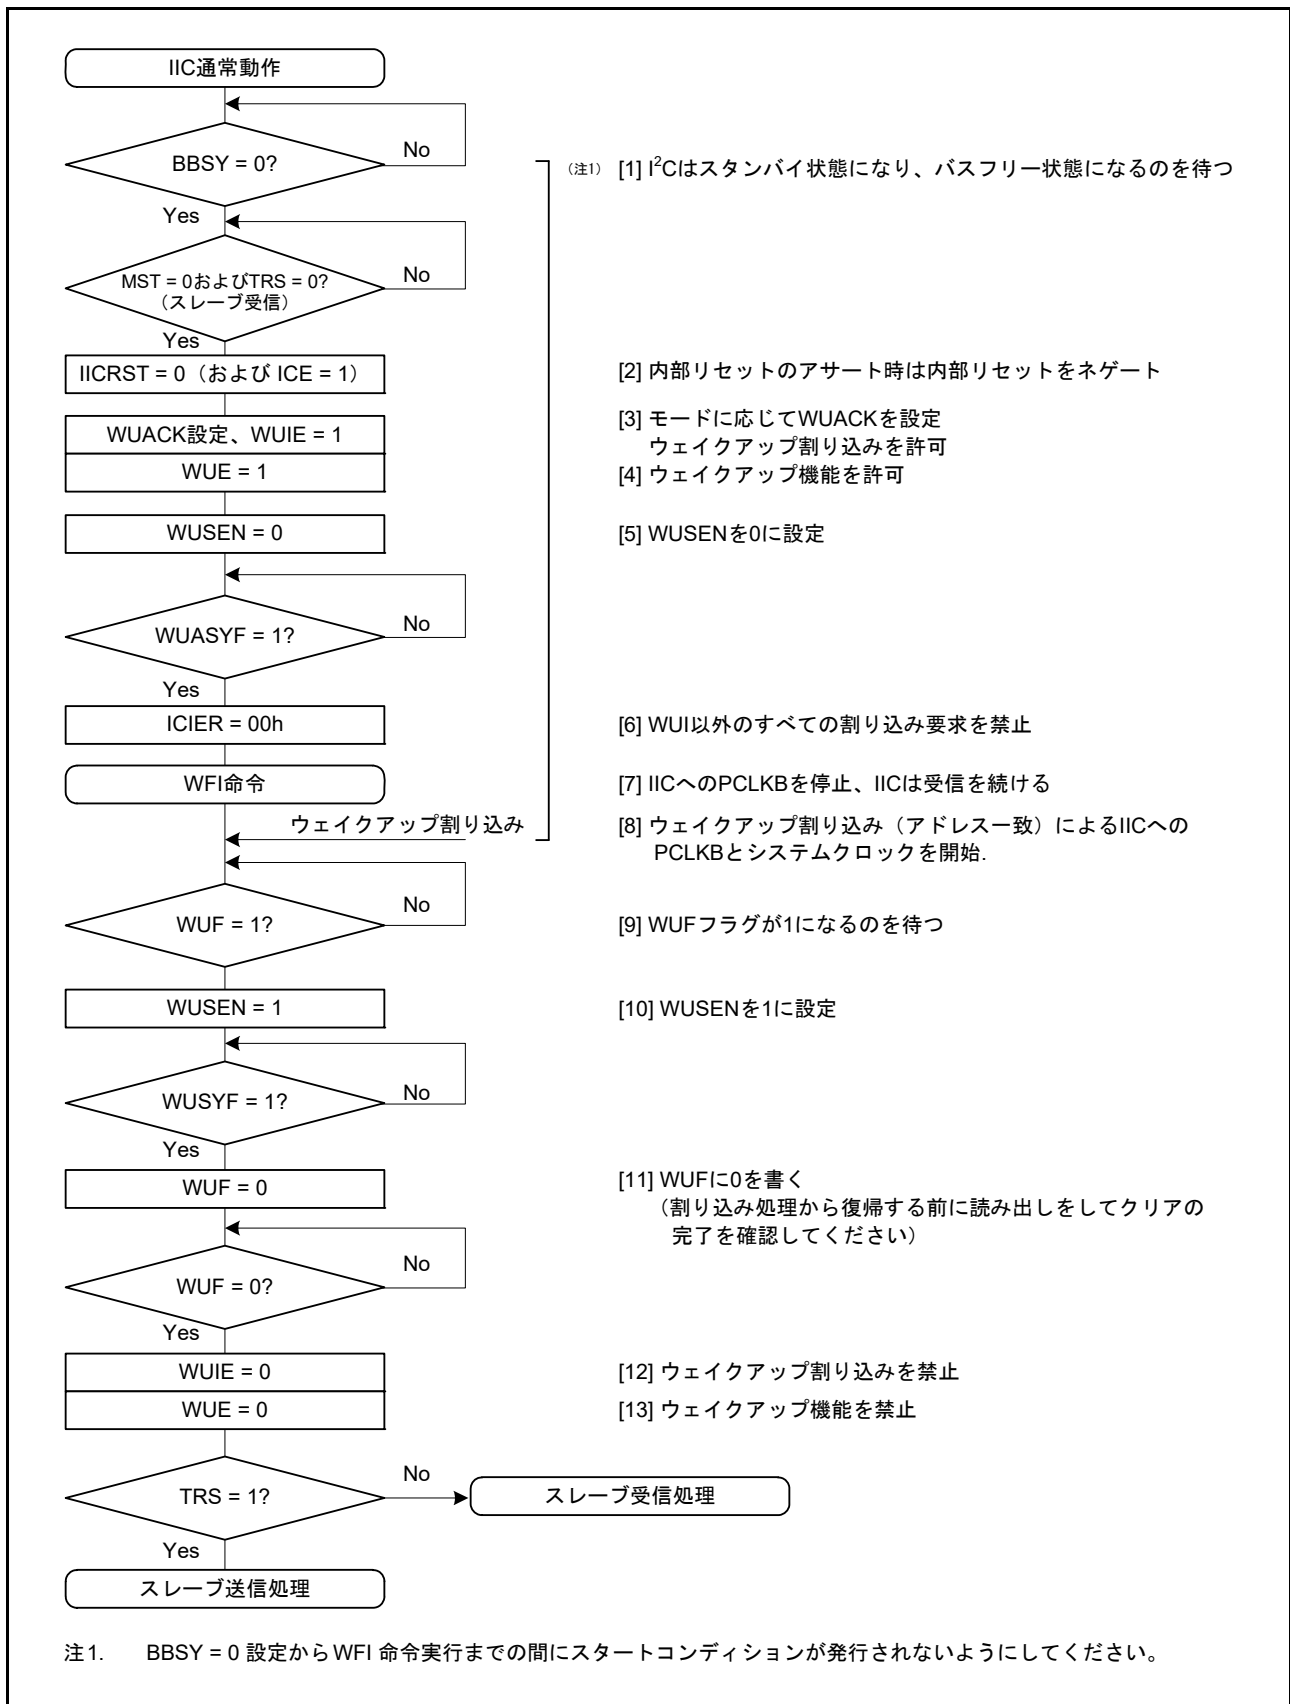 IIC通常動作
BBSY = 0?
No
（注1） [1] I²Cはスタンバイ状態になり、バスフリー状態になるのを待つ
Yes
MST = 0およびTRS = 0?
（スレーブ受信）
No
Yes
IICRST = 0（および ICE = 1）
[2] 内部リセットのアサート時は内部リセットをネゲート
WUACK設定、WUIE = 1
[3] モードに応じてWUACKを設定
ウェイクアップ割り込みを許可
WUE = 1
[4] ウェイクアップ機能を許可
WUSEN = 0
[5] WUSENを0に設定
WUASYF = 1?
No
Yes
ICIER = 00h
[6] WUI以外のすべての割り込み要求を禁止
WFI命令
[7] IICへのPCLKBを停止、IICは受信を続ける
ウェイクアップ割り込み
[8] ウェイクアップ割り込み（アドレス一致）によるIICへの
PCLKBとシステムクロックを開始.
WUF = 1?
No
[9] WUFフラグが1になるのを待つ
WUSEN = 1
[10] WUSENを1に設定
WUSYF = 1?
No
Yes
WUF = 0
[11] WUFに0を書く
（割り込み処理から復帰する前に読み出しをしてクリアの
完了を確認してください）
WUF = 0?
No
Yes
WUIE = 0
[12] ウェイクアップ割り込みを禁止
WUE = 0
[13] ウェイクアップ機能を禁止
TRS = 1?
No
スレーブ受信処理
Yes
スレーブ送信処理
注1. BBSY = 0 設定からWFI 命令実行までの間にスタートコンディションが発行されないようにしてください。